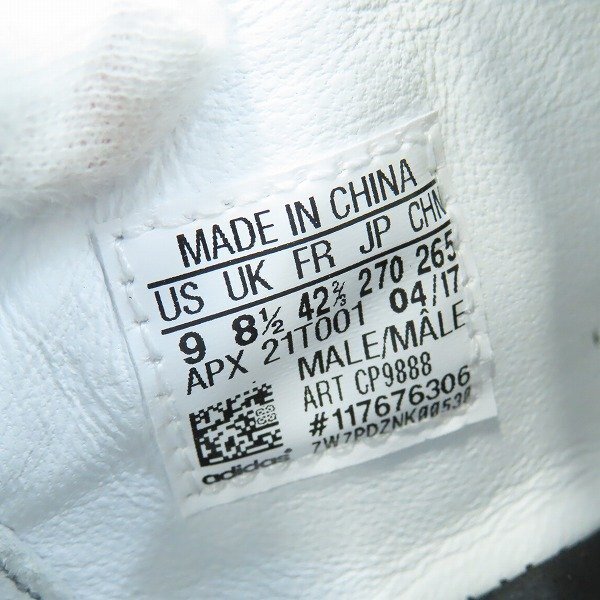 MADE IN CHINA
US UK FR JP CHN
9 8½ 42⅔ 270 265
APX 21T001 04/17
MALE/MÂLE
ART CP9888
#117676306
7W7PDZNK00530
adidas